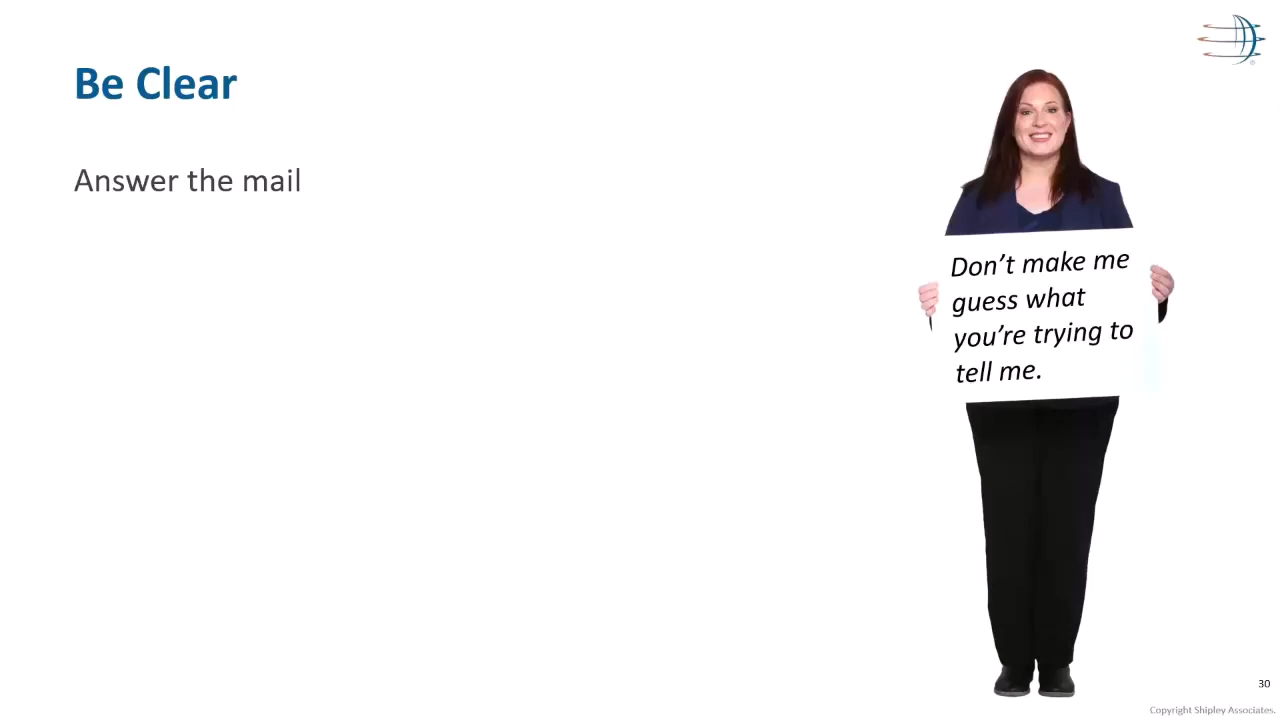 Be Clear
Answer the mail
Don’t make me
guess what
you’re trying to
tell me.
30
Copyright Shipley Associates.